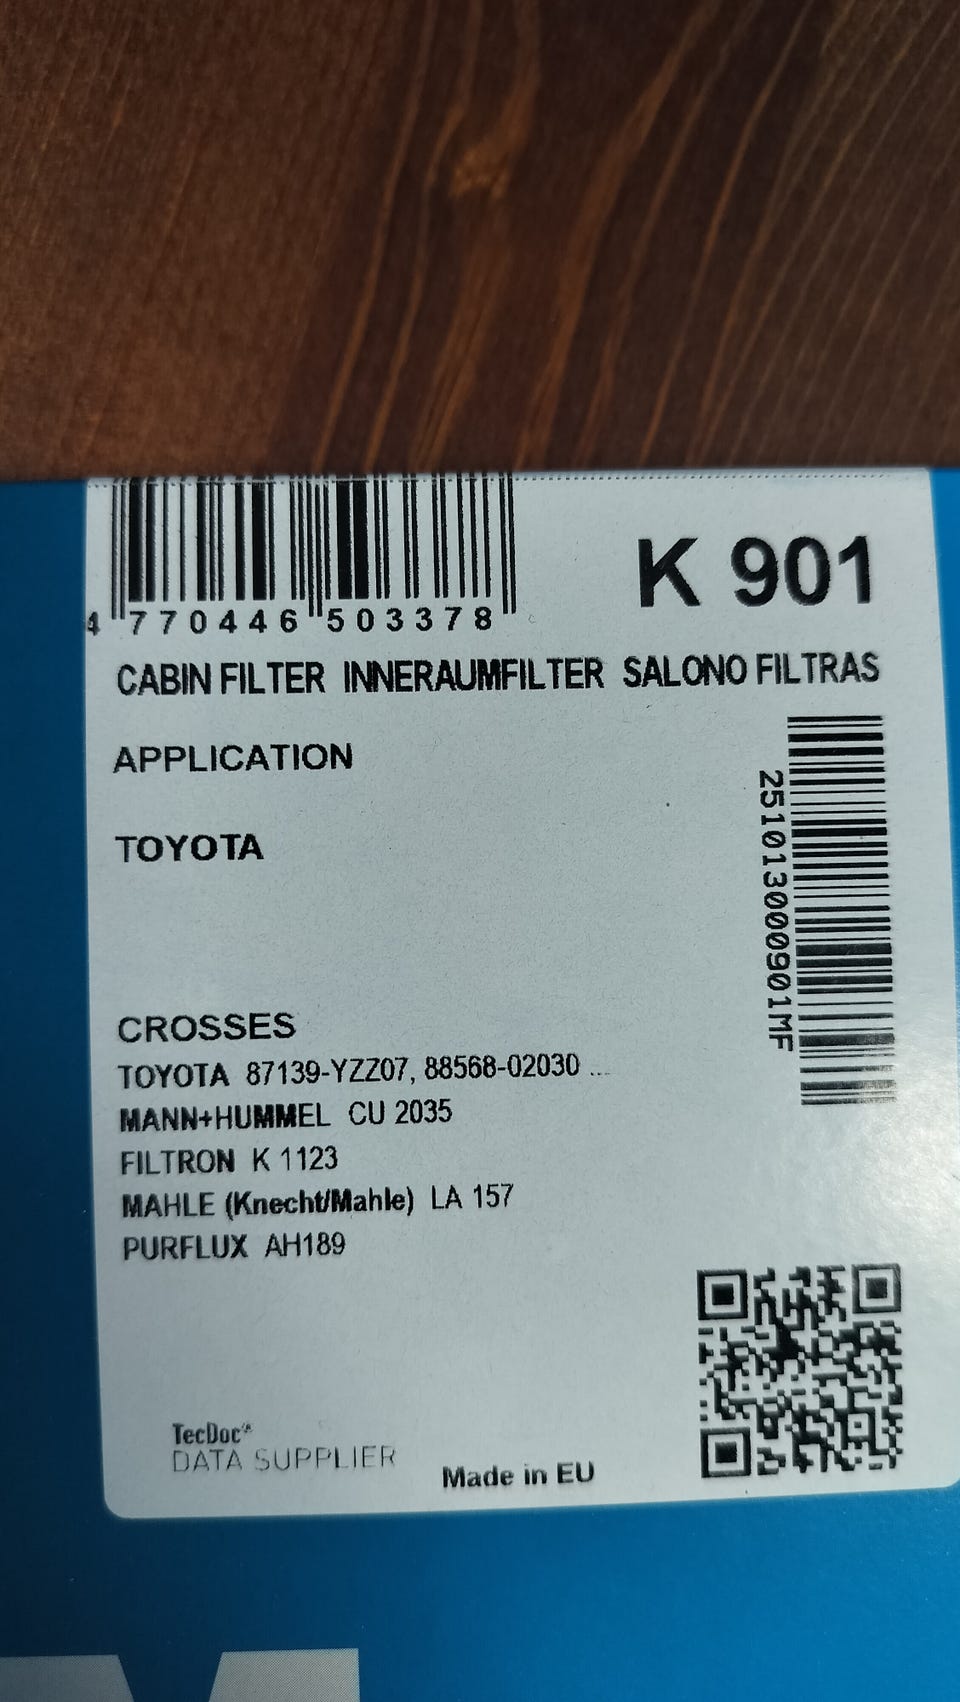 K 901
4 770446 503378
CABIN FILTER INNERAUMFILTER SALONO FILTRAS
APPLICATION
TOYOTA
251013000901MF
CROSSES
TOYOTA 87139-YZZ07, 88568-02030 ...
MANN+HUMMEL CU 2035
FILTRON K 1123
MAHLE (Knecht/Mahle) LA 157
PURFLUX AH189
TecDoc
DATA SUPPLIER
Made in EU